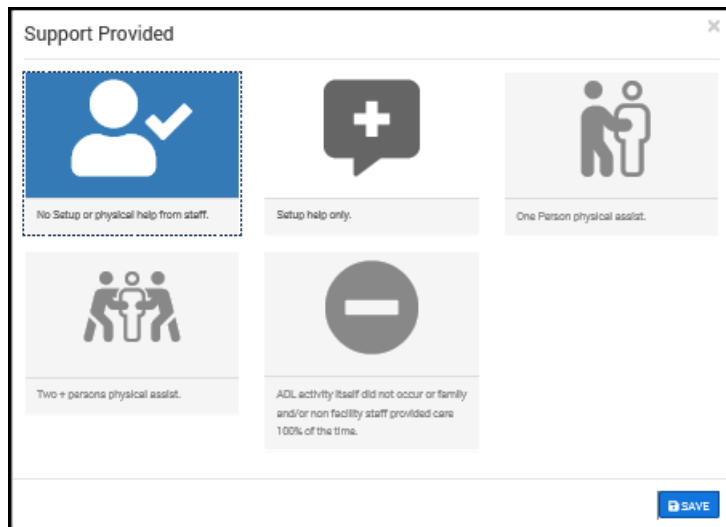 Support Provided
×
No Setup or physical help from staff.
Setup help only.
One Person physical assist.
Two + persons physical assist.
ADL activity itself did not occur or family
and/or non facility staff provided care
100% of the time.
SAVE